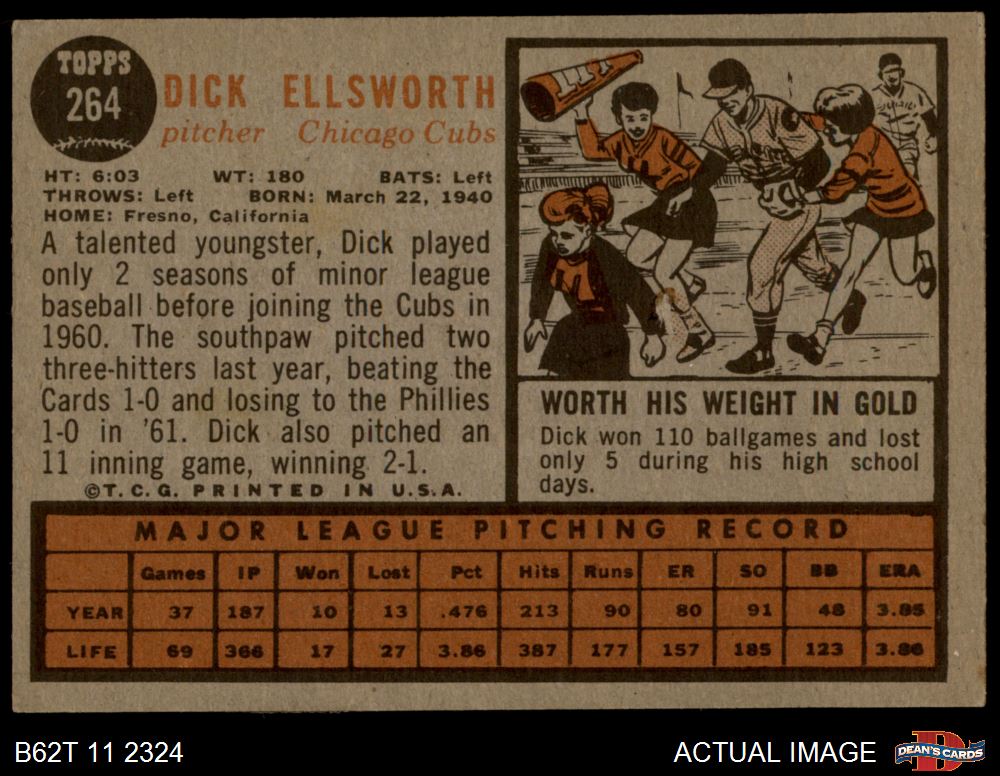 TOPPS
264
DICK ELLSWORTH
pitcher Chicago Cubs
HT: 6:03 WT: 180 BATS: Left
THROWS: Left BORN: March 22, 1940
HOME: Fresno, California
A talented youngster, Dick played
only 2 seasons of minor league
baseball before joining the Cubs in
1960. The southpaw pitched two
three-hitters last year, beating the
Cards 1-0 and losing to the Phillies
1-0 in '61. Dick also pitched an
11 inning game, winning 2-1.
©T.C.G. PRINTED IN U.S.A.
WORTH HIS WEIGHT IN GOLD
Dick won 110 ballgames and lost
only 5 during his high school
days.
MAJOR LEAGUE PITCHING RECORD
Games IP Won Lost Pct Hits Runs ER SO BB ERA
YEAR 37 187 10 13 .476 213 90 80 91 48 3.85
LIFE 69 366 17 27 3.86 387 177 157 185 123 3.86
B62T 11 2324
ACTUAL IMAGE
DEAN'S CARDS